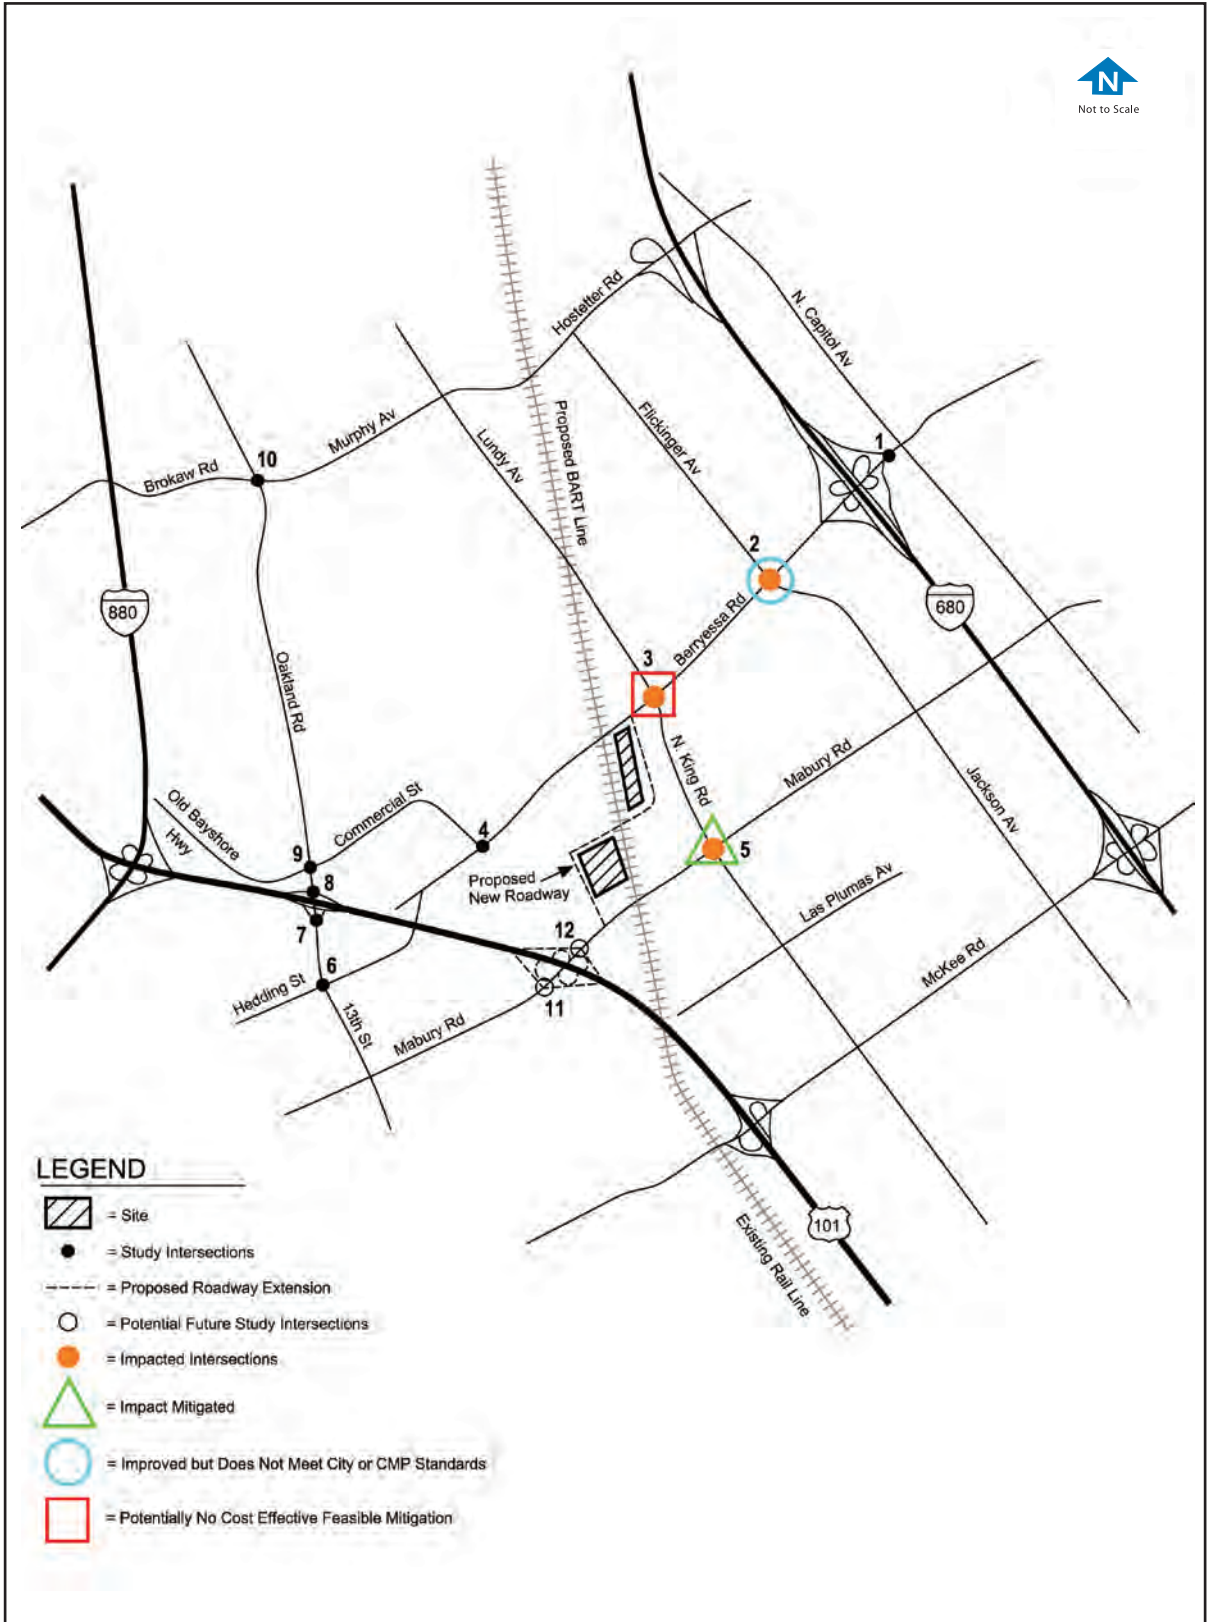 N
Not to Scale
Hostetter Rd
N. Capitol Av
Murphy Av
Brokaw Rd
10
Lundy Av
Proposed BART Line
Flickinger Av
1
2
880
680
Berryessa Rd
3
Oakland Rd
N. King Rd
Mabury Rd
Jackson Av
Old Bayshore
Hwy
Commercial St
9
8
7
4
5
Proposed
New Roadway
Las Plumas Av
12
McKee Rd
6
Hedding St
13th St
11
Mabury Rd
101
Existing Rail Line
LEGEND
= Site
= Study Intersections
= Proposed Roadway Extension
= Potential Future Study Intersections
= Impacted Intersections
= Impact Mitigated
= Improved but Does Not Meet City or CMP Standards
= Potentially No Cost Effective Feasible Mitigation